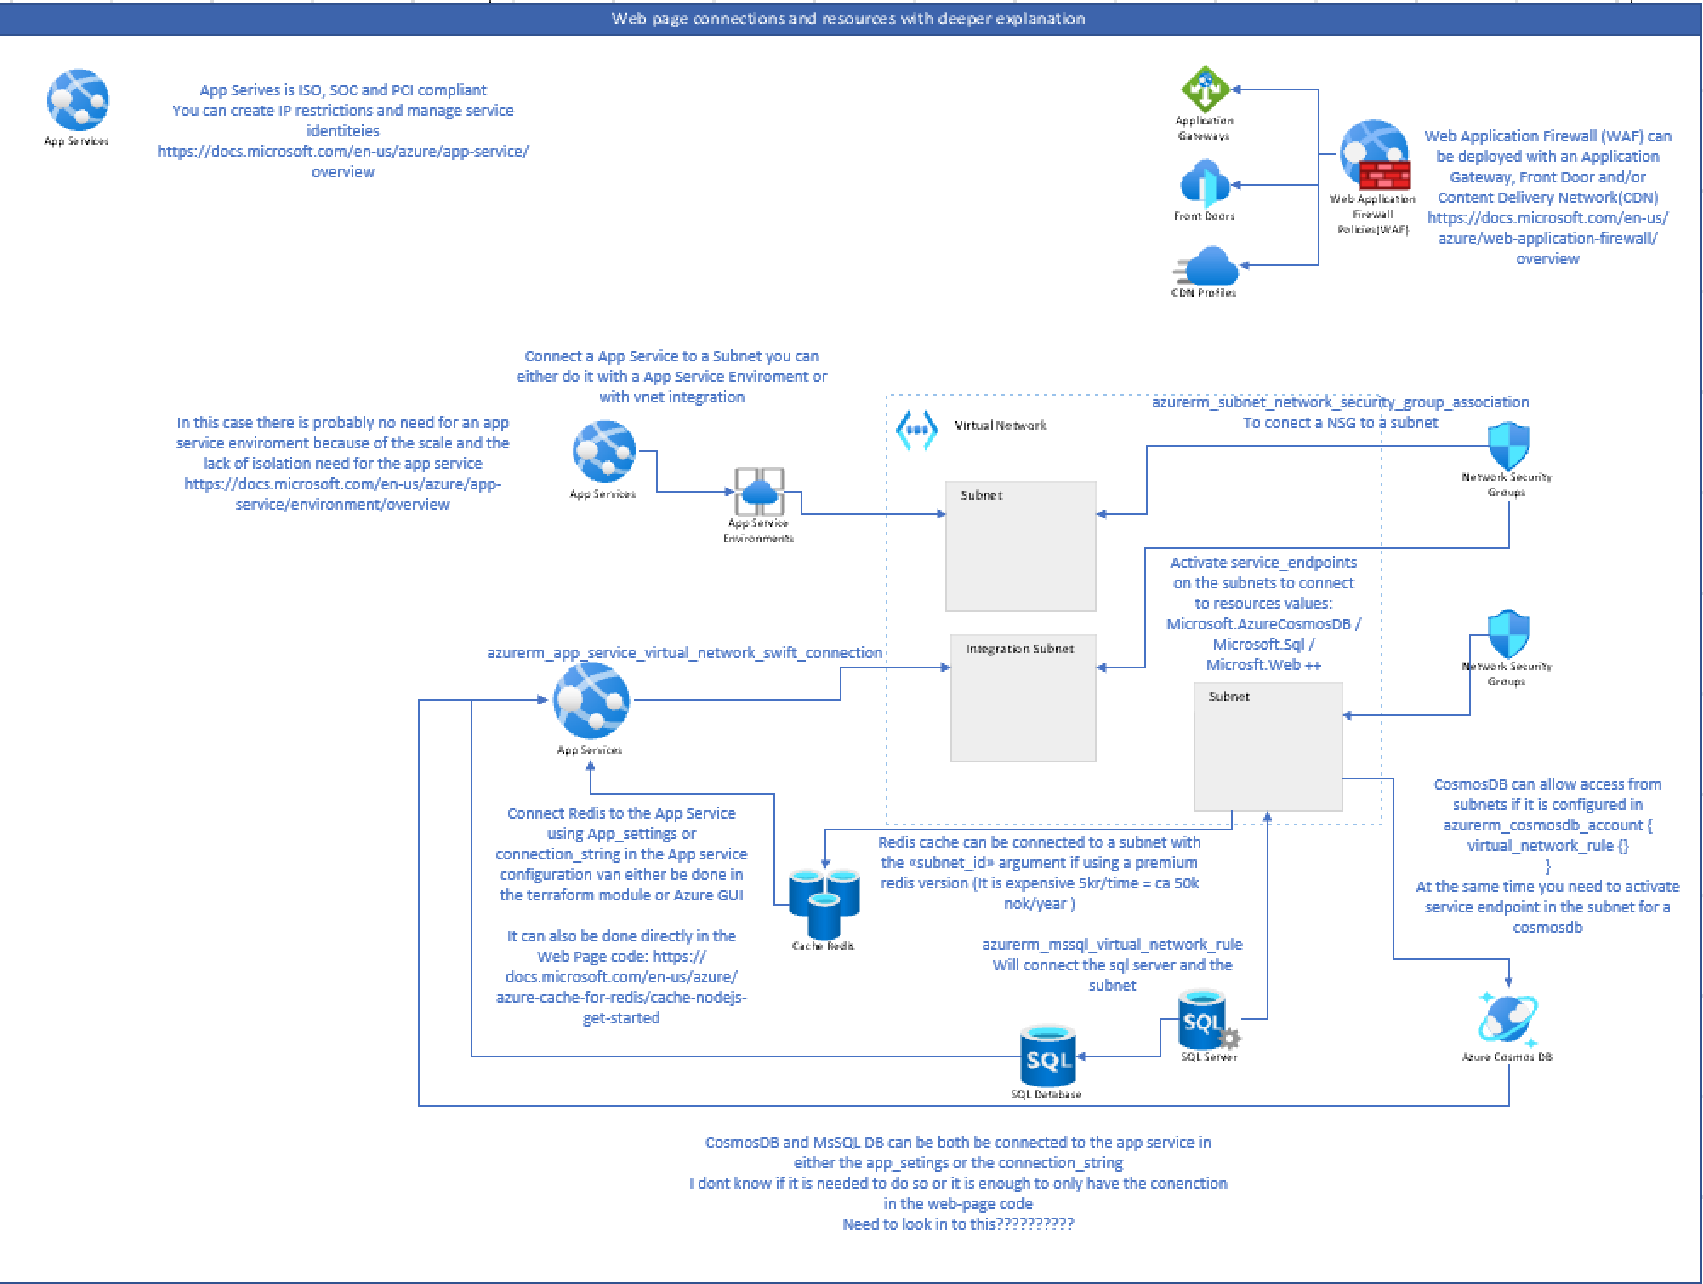 Web page connections and resources with deeper explanation
App Services
App Serives is ISO, SOC and PCI compliant
You can create IP restrictions and manage service
identiteies
https://docs.microsoft.com/en-us/azure/app-service/
overview
Application
Gateways
Front Doors
CDN Profiles
Web Application
Firewall
Policies(WAF)
Web Application Firewall (WAF) can
be deployed with an Application
Gateway, Front Door and/or
Content Delivery Network(CDN)
https://docs.microsoft.com/en-us/
azure/web-application-firewall/
overview
Connect a App Service to a Subnet you can
either do it with a App Service Enviroment or
with vnet integration
In this case there is probably no need for an app
service enviroment because of the scale and the
lack of isolation need for the app service
https://docs.microsoft.com/en-us/azure/app-
service/environment/overview
App Services
App Service
Environments
Virtual Network
azurerm_subnet_network_security_group_association
To conect a NSG to a subnet
Network Security
Groups
Subnet
Activate service_endpoints
on the subnets to connect
to resources values:
Microsoft.AzureCosmosDB /
Microsoft.Sql /
Microsft.Web ++
Integration Subnet
Network Security
Groups
Subnet
azurerm_app_service_virtual_network_swift_connection
App Services
Connect Redis to the App Service
using App_settings or
connection_string in the App service
configuration van either be done in
the terraform module or Azure GUI
It can also be done directly in the
Web Page code: https://
docs.microsoft.com/en-us/azure/
azure-cache-for-redis/cache-nodejs-
get-started
Cache Redis
Redis cache can be connected to a subnet with
the «subnet_id» argument if using a premium
redis version (It is expensive 5kr/time = ca 50k
nok/year )
azurerm_mssql_virtual_network_rule
Will connect the sql server and the
subnet
SQL Server
SQL Database
CosmosDB can allow access from
subnets if it is configured in
azurerm_cosmosdb_account {
virtual_network_rule {}
}
At the same time you need to activate
service endpoint in the subnet for a
cosmosdb
Azure Cosmos DB
CosmosDB and MsSQL DB can be both be connected to the app service in
either the app_setings or the connection_string
I dont know if it is needed to do so or it is enough to only have the conenction
in the web-page code
Need to look in to this??????????